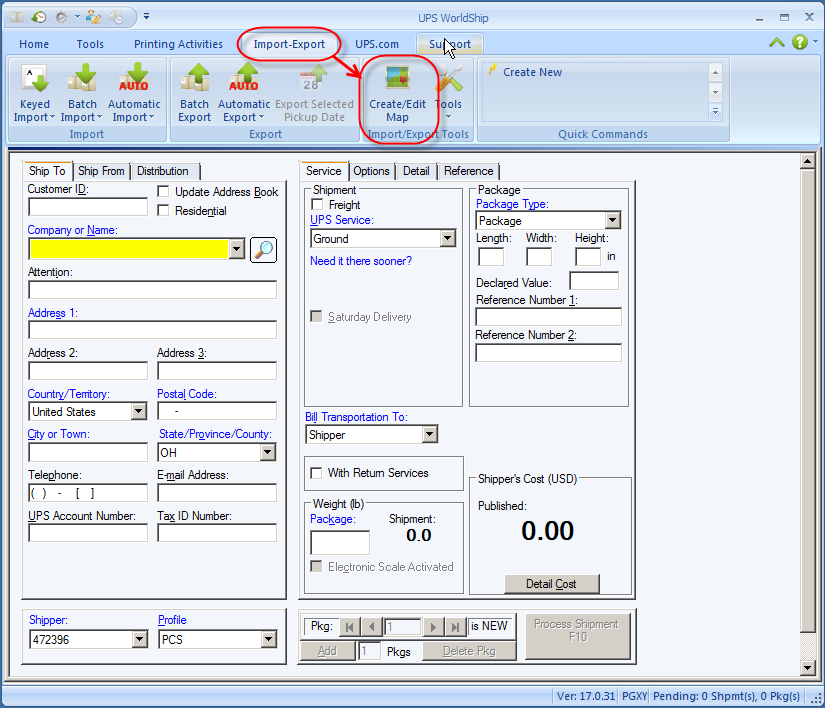 UPS WorldShip
Home Tools Printing Activities Import-Export UPS.com Support
Keyed Import Batch Import Automatic Import
Import
Batch Export Automatic Export Export Selected Pickup Date
Export
Create/Edit Map Tools
Import/Export Tools
Create New
Quick Commands
Ship To Ship From Distribution
Customer ID:
Update Address Book
Residential
Company or Name:
Attention:
Address 1:
Address 2: Address 3:
Country/Territory: Postal Code:
United States -
City or Town: State/Province/County:
OH
Telephone: E-mail Address:
( ) - [ ]
UPS Account Number: Tax ID Number:
Shipper: Profile
472396 PCS
Service Options Detail Reference
Shipment
Freight
UPS Service:
Ground
Need it there sooner?
Saturday Delivery
Package
Package Type:
Package
Length: Width: Height:
in
Declared Value:
Reference Number 1:
Reference Number 2:
Bill Transportation To:
Shipper
With Return Services
Weight (lb)
Package: Shipment:
0.0
Electronic Scale Activated
Shipper's Cost (USD)
Published:
0.00
Detail Cost
Pkg: 1 is NEW
Add 1 Pkgs Delete Pkg
Process Shipment
F10
Ver: 17.0.31 PGXY Pending: 0 Shpmt(s), 0 Pkg(s)
AUTO
AUTO
28
A